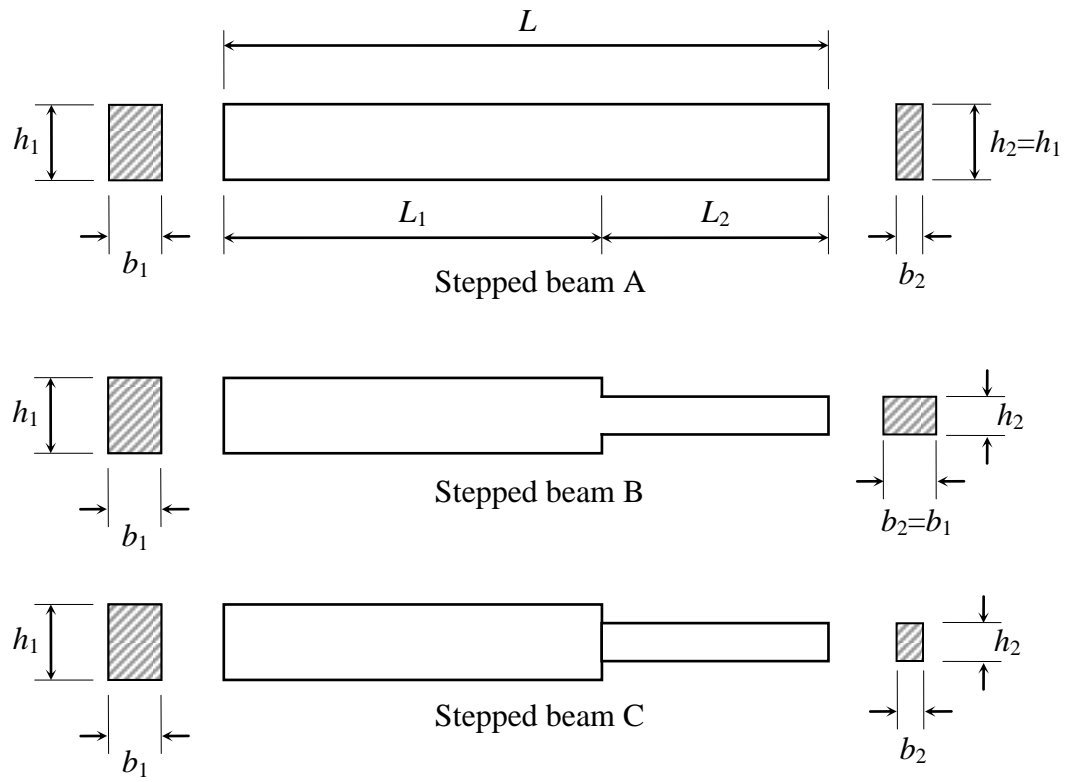 L
h₁
h₂=h₁
L₁
L₂
b₁
b₂
Stepped beam A
h₁
h₂
Stepped beam B
b₁
b₂=b₁
h₁
h₂
Stepped beam C
b₁
b₂